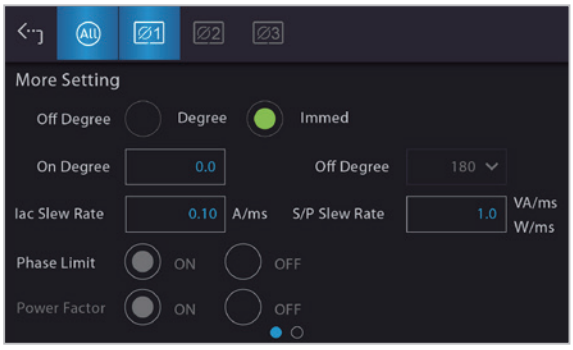 All Ø1 Ø2 Ø3
More Setting
Off Degree Degree Immed
On Degree 0.0 Off Degree 180
Iac Slew Rate 0.10 A/ms S/P Slew Rate 1.0 VA/ms
W/ms
Phase Limit ON OFF
Power Factor ON OFF